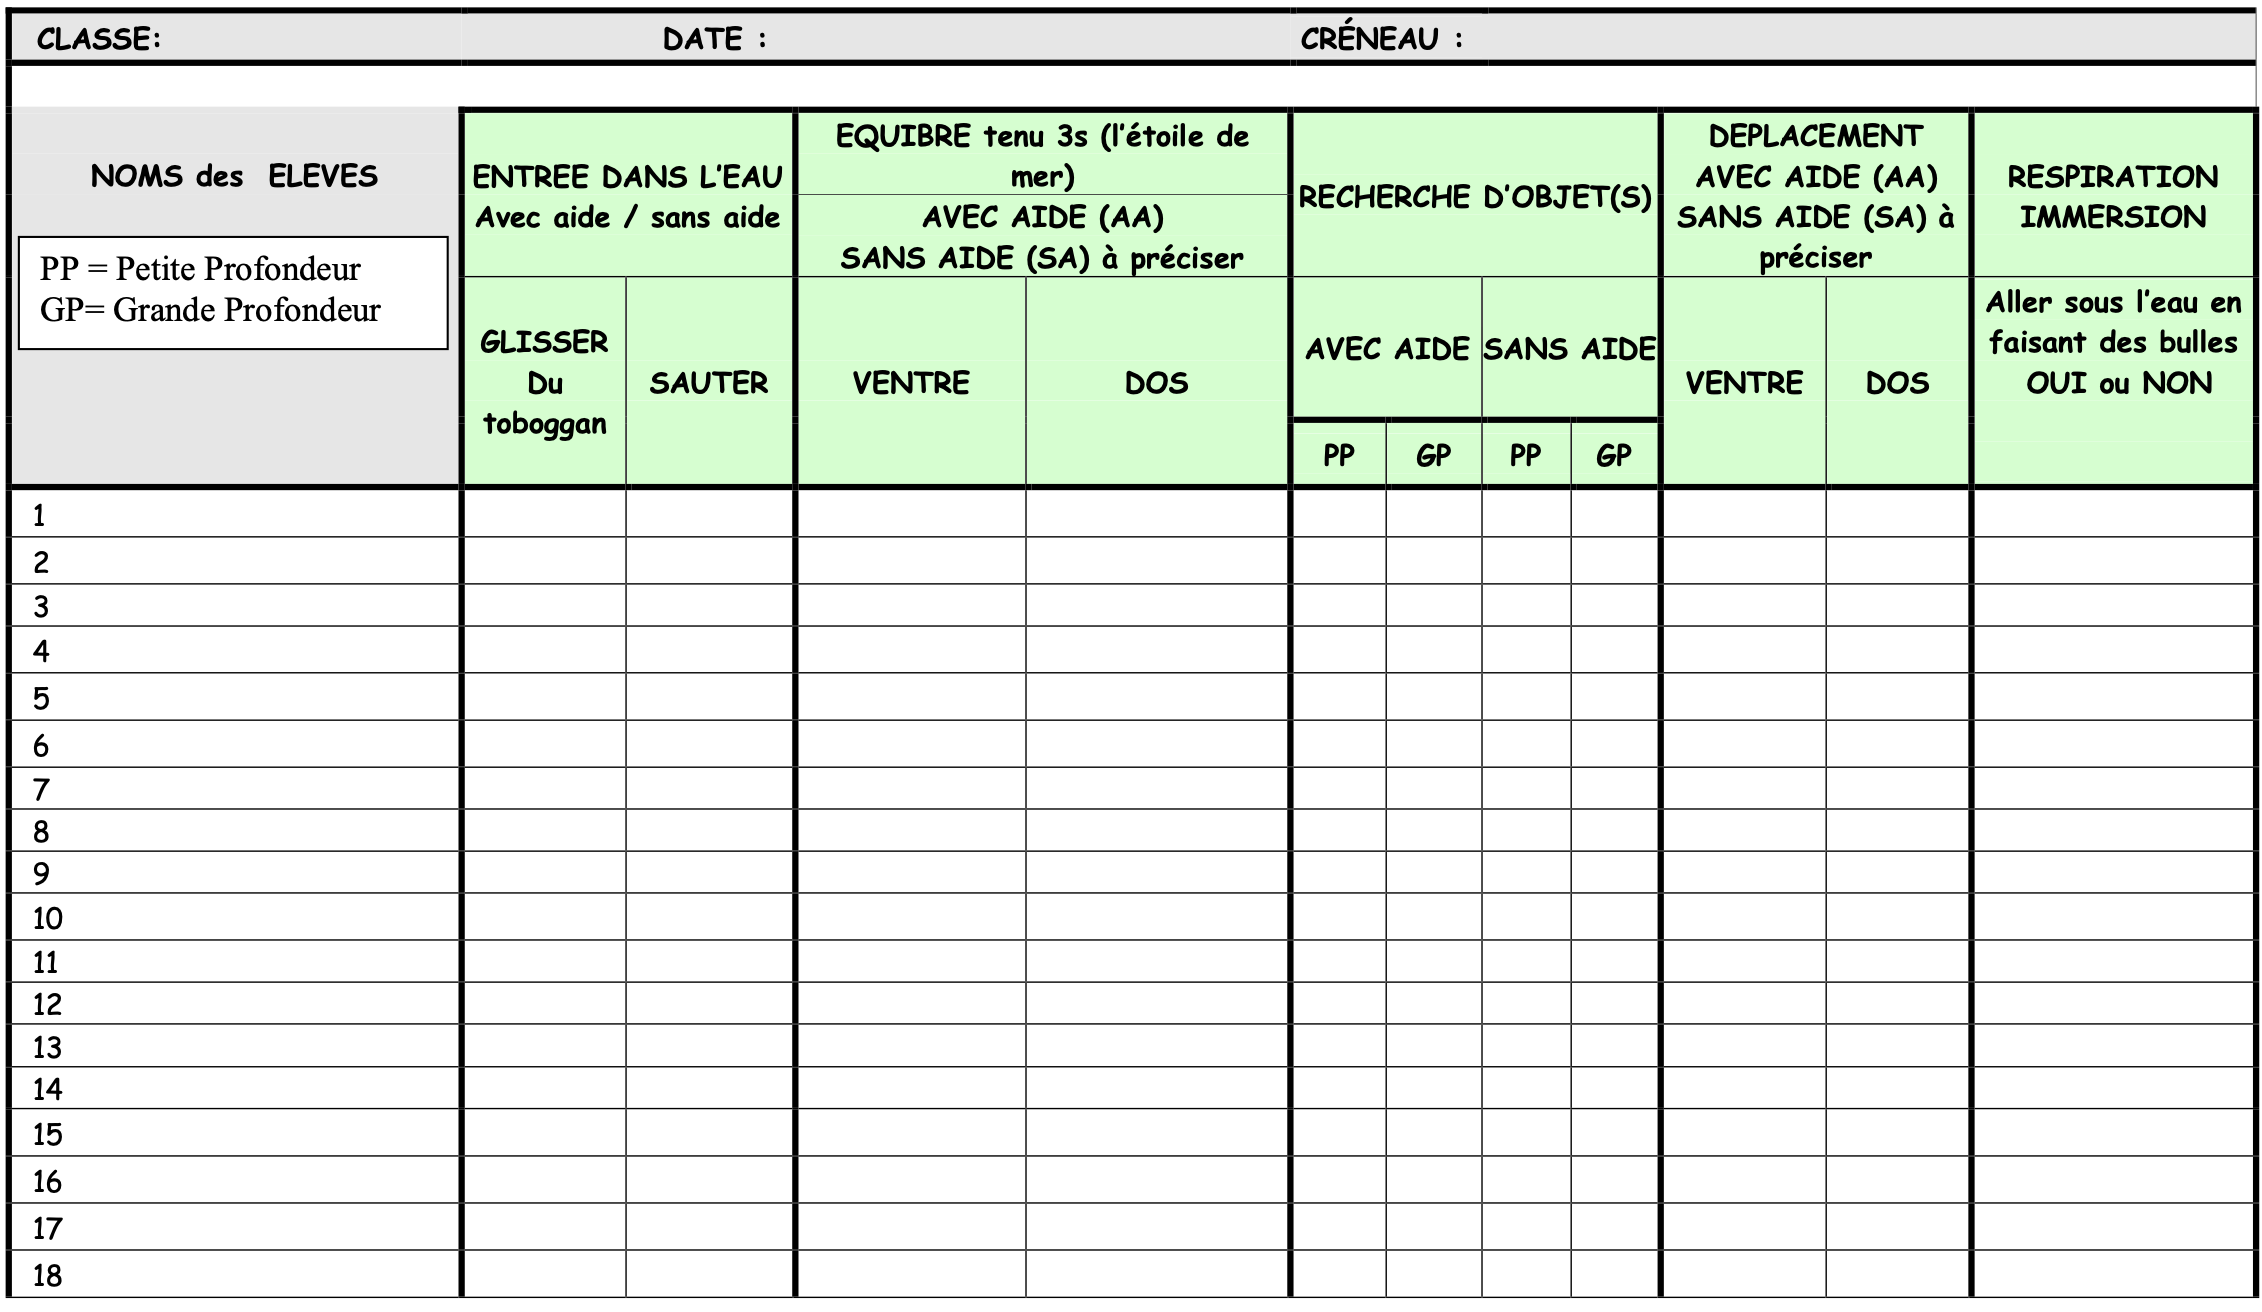 CLASSE: DATE : CRÉNEAU :
NOMS des ELEVES
PP = Petite Profondeur
GP= Grande Profondeur
ENTREE DANS L'EAU
Avec aide / sans aide
EQUIBRE tenu 3s (l'étoile de
mer)
AVEC AIDE (AA)
SANS AIDE (SA) à préciser
RECHERCHE D'OBJET(S)
DEPLACEMENT
AVEC AIDE (AA)
SANS AIDE (SA) à
préciser
RESPIRATION
IMMERSION
GLISSER
Du
toboggan
SAUTER
VENTRE
DOS
AVEC AIDE
SANS AIDE
PP
GP
PP
GP
VENTRE
DOS
Aller sous l'eau en
faisant des bulles
OUI ou NON
1
2
3
4
5
6
7
8
9
10
11
12
13
14
15
16
17
18